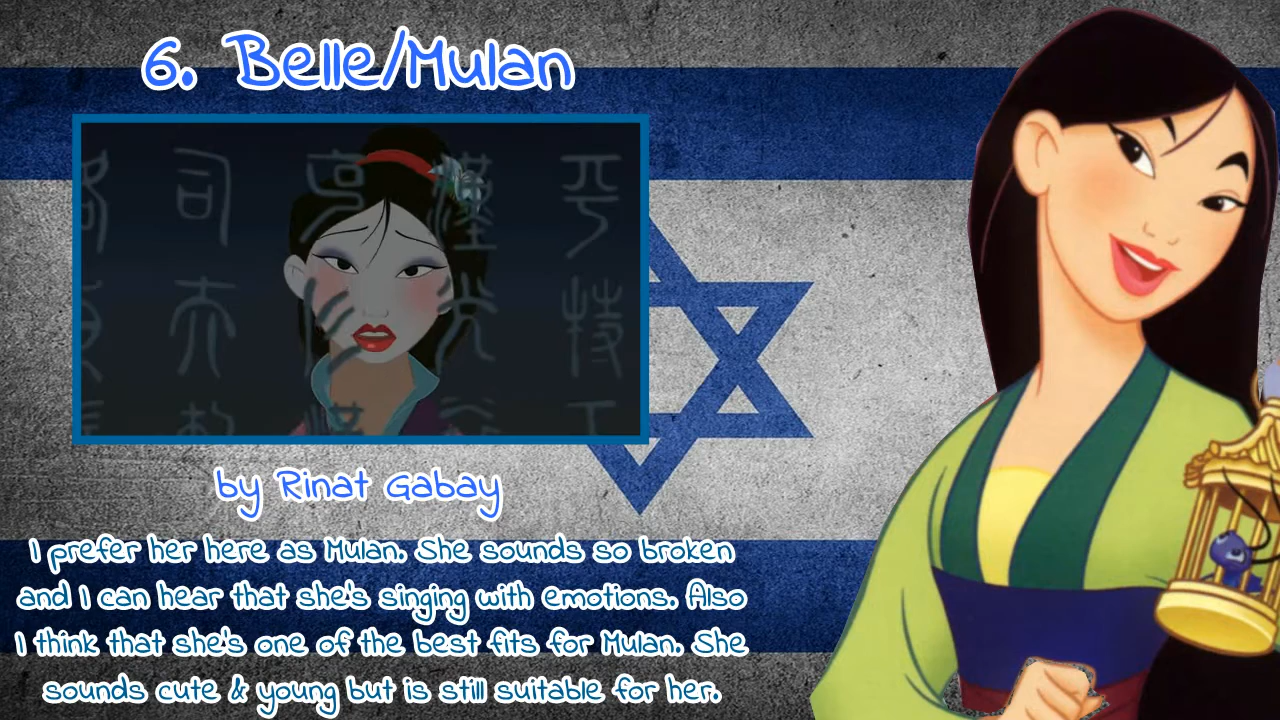 6. Belle/Mulan
by Rinat Gabay
I prefer her here as Mulan. She sounds so broken
and I can hear that she's singing with emotions. Also
I think that she's one of the best fits for Mulan. She
sounds cute & young but is still suitable for her.